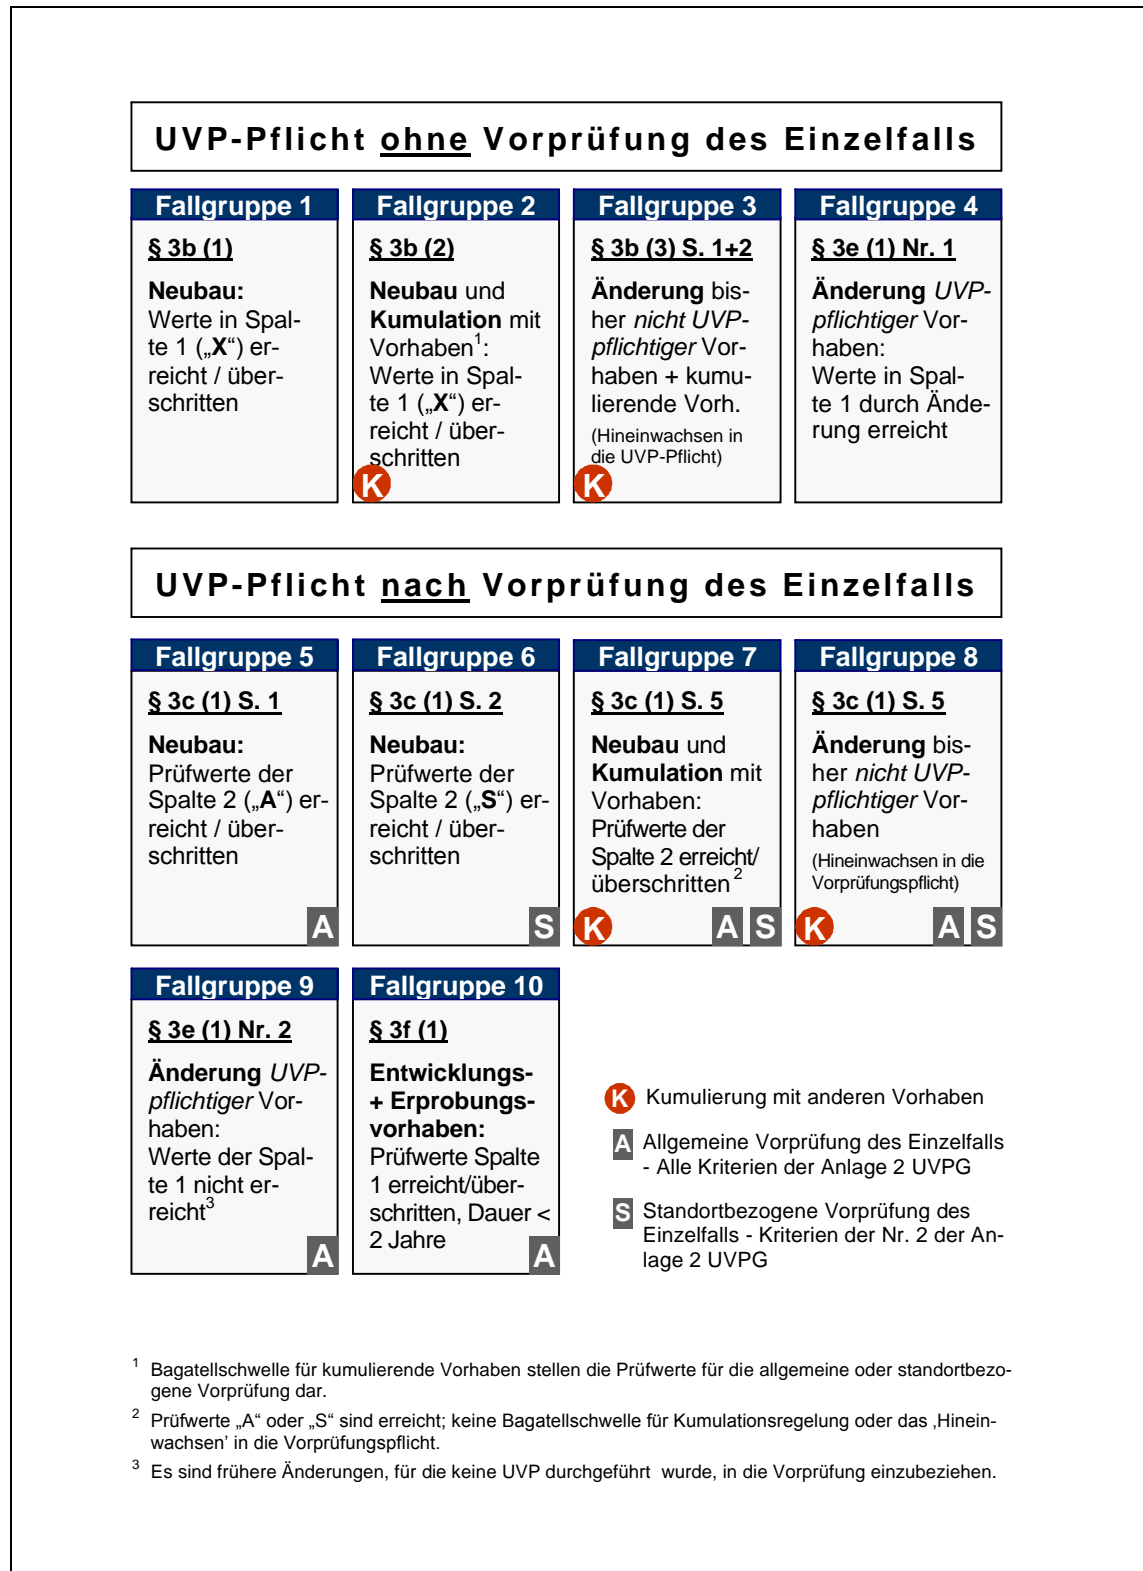 UVP-Pflicht ohne Vorprüfung des Einzelfalls
Fallgruppe 1
§ 3b (1)
Neubau:
Werte in Spal-
te 1 („X“) er-
reicht / über-
schritten
Fallgruppe 2
§ 3b (2)
Neubau und
Kumulation mit
Vorhaben1:
Werte in Spal-
te 1 („X“) er-
reicht / über-
schritten
K
Fallgruppe 3
§ 3b (3) S. 1+2
Änderung bis-
her nicht UVP-
pflichtiger Vor-
haben + kumu-
lierende Vorh.
(Hineinwachsen in
die UVP-Pflicht)
K
Fallgruppe 4
§ 3e (1) Nr. 1
Änderung UVP-
pflichtiger Vor-
haben:
Werte in Spal-
te 1 durch Ände-
rung erreicht
UVP-Pflicht nach Vorprüfung des Einzelfalls
Fallgruppe 5
§ 3c (1) S. 1
Neubau:
Prüfwerte der
Spalte 2 („A“) er-
reicht / über-
schritten
A
Fallgruppe 6
§ 3c (1) S. 2
Neubau:
Prüfwerte der
Spalte 2 („S“) er-
reicht / über-
schritten
S
Fallgruppe 7
§ 3c (1) S. 5
Neubau und
Kumulation mit
Vorhaben:
Prüfwerte der
Spalte 2 erreicht/
überschritten2
K A S
Fallgruppe 8
§ 3c (1) S. 5
Änderung bis-
her nicht UVP-
pflichtiger Vor-
haben
(Hineinwachsen in die
Vorprüfungspflicht)
K A S
Fallgruppe 9
§ 3e (1) Nr. 2
Änderung UVP-
pflichtiger Vor-
haben:
Werte der Spal-
te 1 nicht er-
reicht3
A
Fallgruppe 10
§ 3f (1)
Entwicklungs-
+ Erprobungs-
vorhaben:
Prüfwerte Spalte
1 erreicht/über-
schritten, Dauer <
2 Jahre
A
K Kumulierung mit anderen Vorhaben
A Allgemeine Vorprüfung des Einzelfalls
- Alle Kriterien der Anlage 2 UVPG
S Standortbezogene Vorprüfung des
Einzelfalls - Kriterien der Nr. 2 der An-
lage 2 UVPG
1 Bagatellschwelle für kumulierende Vorhaben stellen die Prüfwerte für die allgemeine oder standortbezo-
gene Vorprüfung dar.
2 Prüfwerte „A“ oder „S“ sind erreicht; keine Bagatellschwelle für Kumulationsregelung oder das ‚Hinein-
wachsen’ in die Vorprüfungspflicht.
3 Es sind frühere Änderungen, für die keine UVP durchgeführt wurde, in die Vorprüfung einzubeziehen.